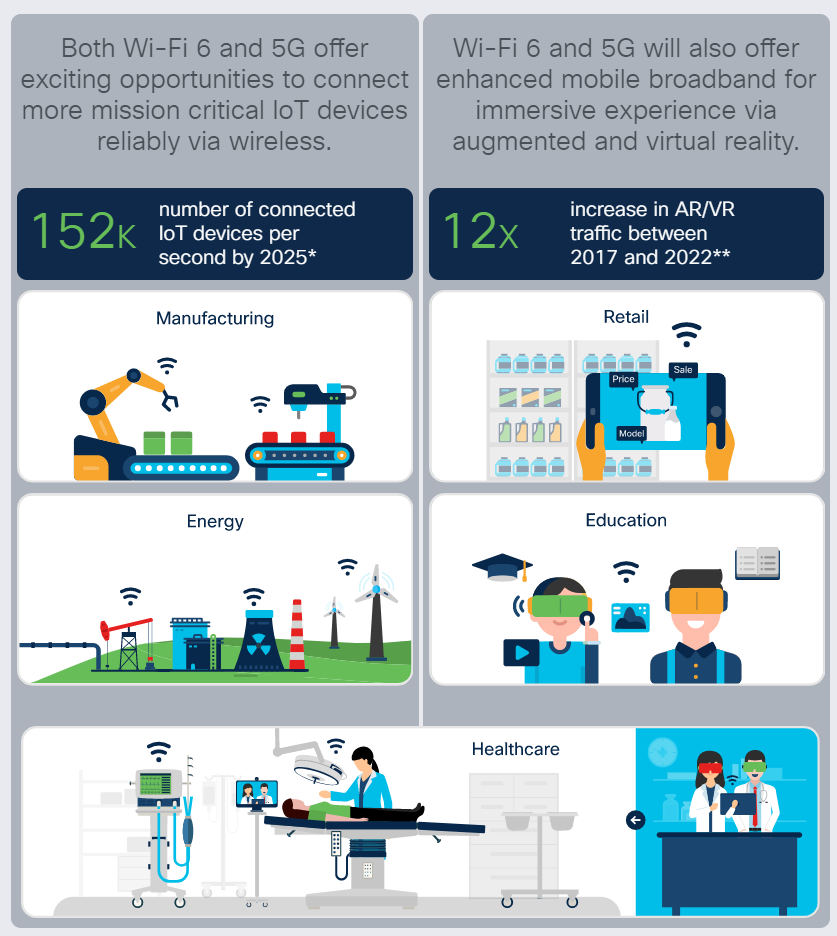 Both Wi-Fi 6 and 5G offer
exciting opportunities to connect
more mission critical IoT devices
reliably via wireless.
152K
number of connected
IoT devices per
second by 2025*
Manufacturing
Energy
Wi-Fi 6 and 5G will also offer
enhanced mobile broadband for
immersive experience via
augmented and virtual reality.
12X
increase in AR/VR
traffic between
2017 and 2022**
Retail
Price
Sale
Model
Education
Healthcare